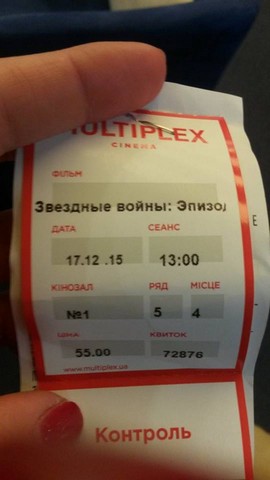 MULTIPLEX
CINEMA
ФІЛЬМ
Звездные войны: Эпизо
ДАТА СЕАНС
17.12 .15 13:00
КІНОЗАЛ РЯД МІСЦЕ
№1 5 4
ЦІНА КВИТОК
55.00 72876
www.multiplex.ua
Контроль